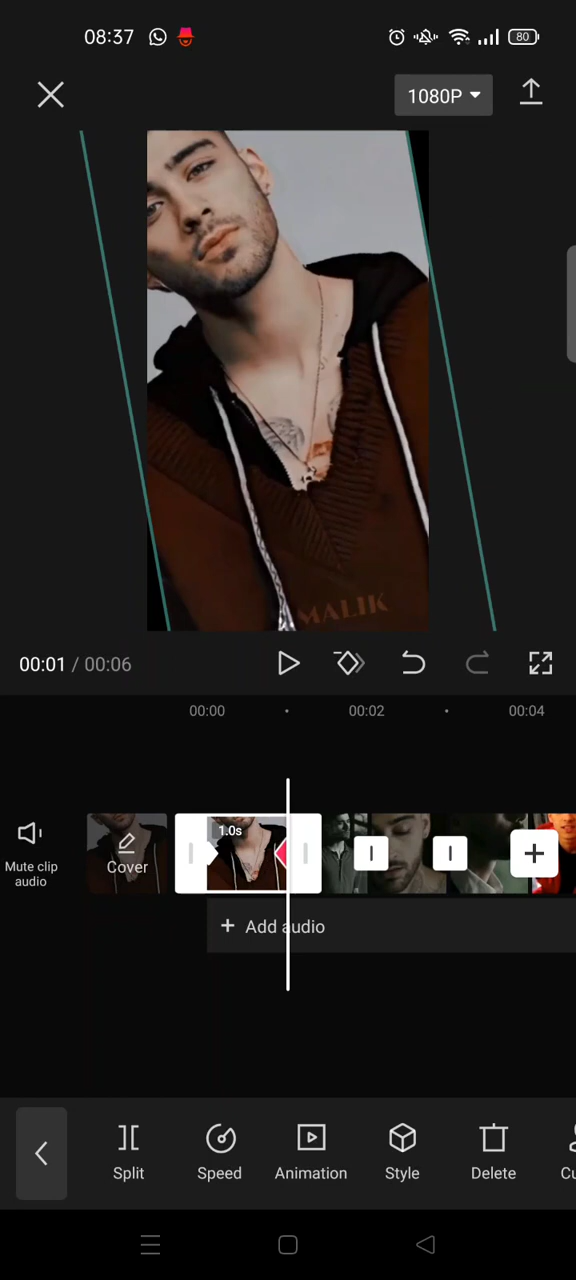 08:37
80
1080P
MALIK
00:01 / 00:06
00:00
00:02
00:04
1.0s
Mute clip
audio
Cover
+ Add audio
Split
Speed
Animation
Style
Delete